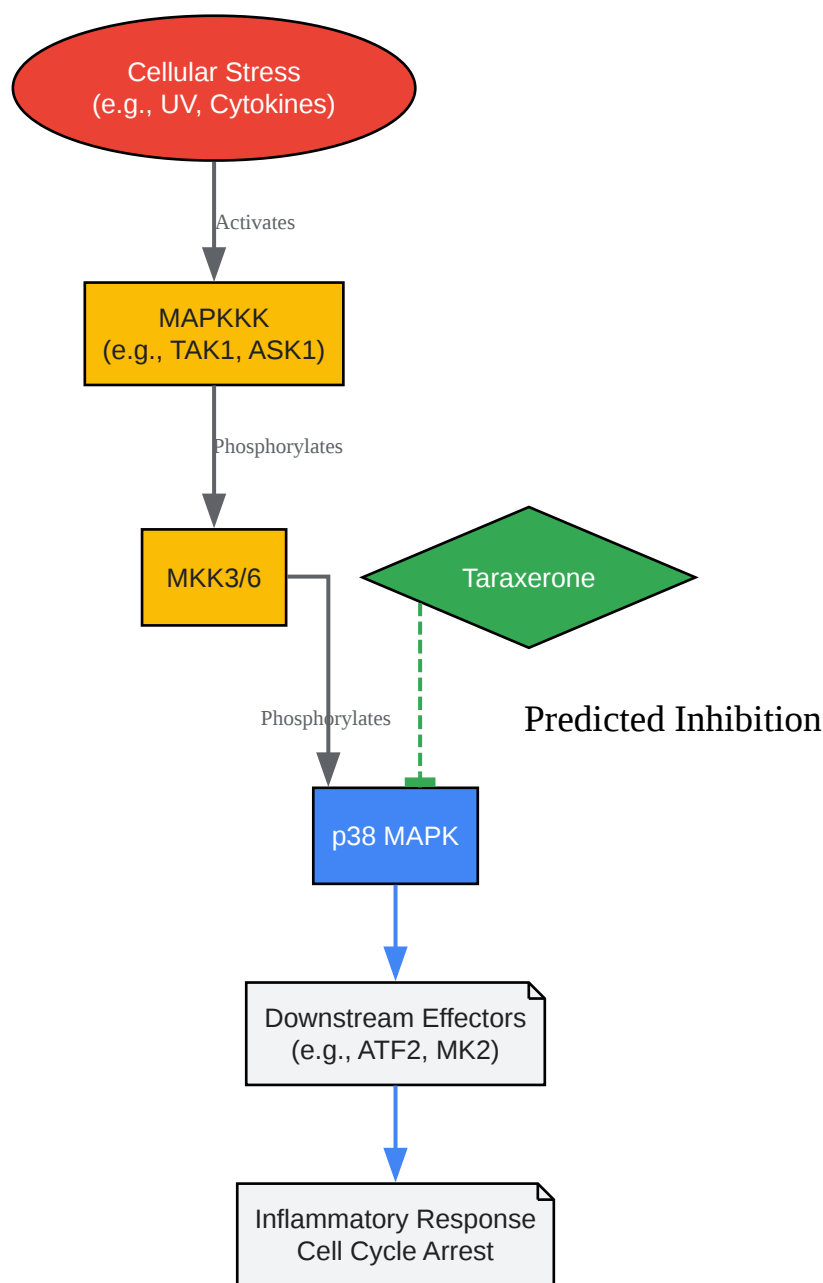 Cellular Stress
(e.g., UV, Cytokines)
Activates
MAPKKK
(e.g., TAK1, ASK1)
Phosphorylates
MKK3/6
Taraxerone
Phosphorylates
Predicted Inhibition
p38 MAPK
Downstream Effectors
(e.g., ATF2, MK2)
Inflammatory Response
Cell Cycle Arrest